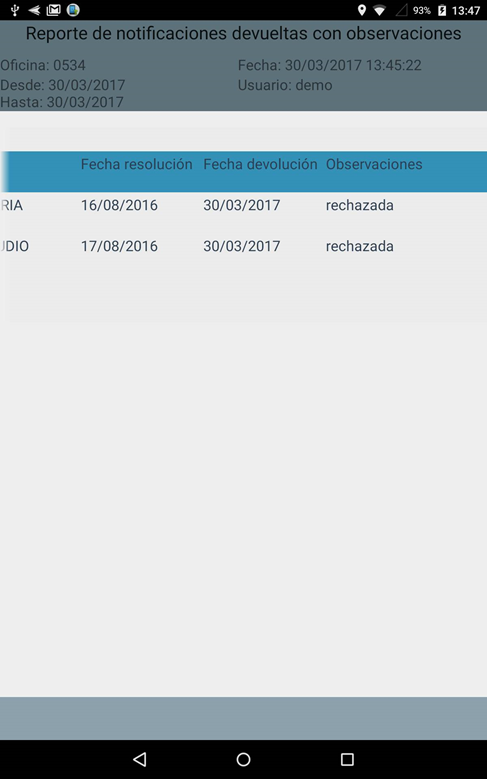 93% 13:47
Reporte de notificaciones devueltas con observaciones
Oficina: 0534 Fecha: 30/03/2017 13:45:22
Desde: 30/03/2017 Usuario: demo
Hasta: 30/03/2017
Fecha resolución Fecha devolución Observaciones
RIA 16/08/2016 30/03/2017 rechazada
UDIO 17/08/2016 30/03/2017 rechazada